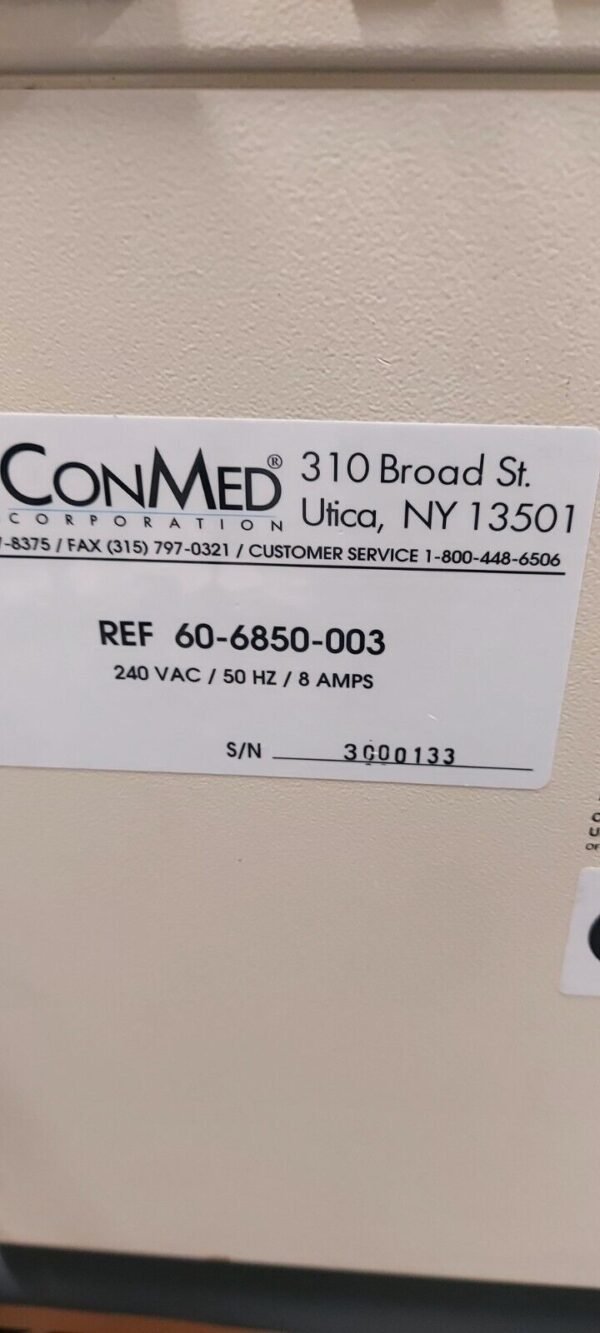 CONMED® 310 Broad St.
CORPORATION Utica, NY 13501
-8375 / FAX (315) 797-0321 / CUSTOMER SERVICE 1-800-448-6506
REF 60-6850-003
240 VAC / 50 HZ / 8 AMPS
S/N 3G00133